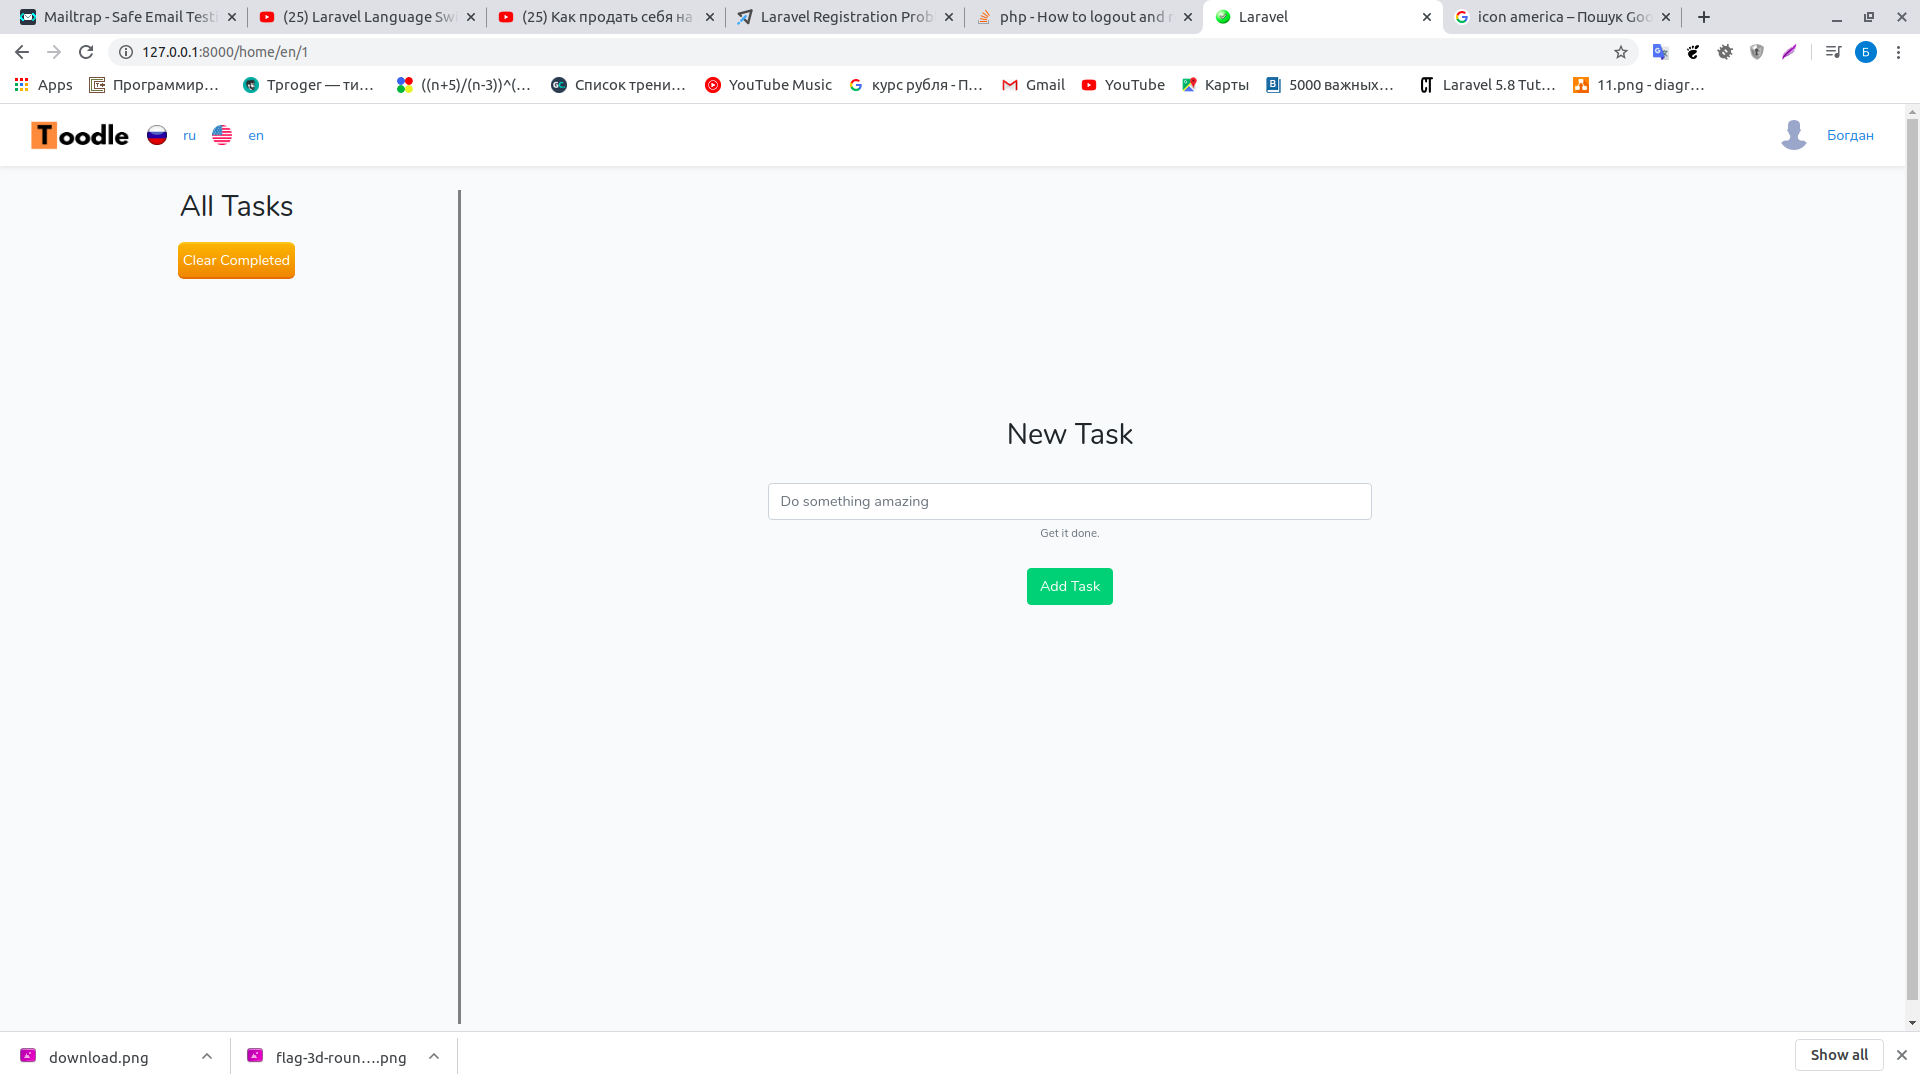 Mailtrap - Safe Email Testi
(25) Laravel Language Swi
(25) Как продать себя на
Laravel Registration Prob
php - How to logout and r
Laravel
icon america – Пошук Goo
127.0.0.1:8000/home/en/1
Б
Apps
Программир…
Tproger — ти…
((n+5)/(n-3))^(…
Список трени…
YouTube Music
курс рубля - П…
Gmail
YouTube
Карты
5000 важных…
Laravel 5.8 Tut…
11.png - diagr…
Toodle
ru
en
Богдан
All Tasks
Clear Completed
New Task
Do something amazing
Get it done.
Add Task
download.png
flag-3d-roun….png
Show all